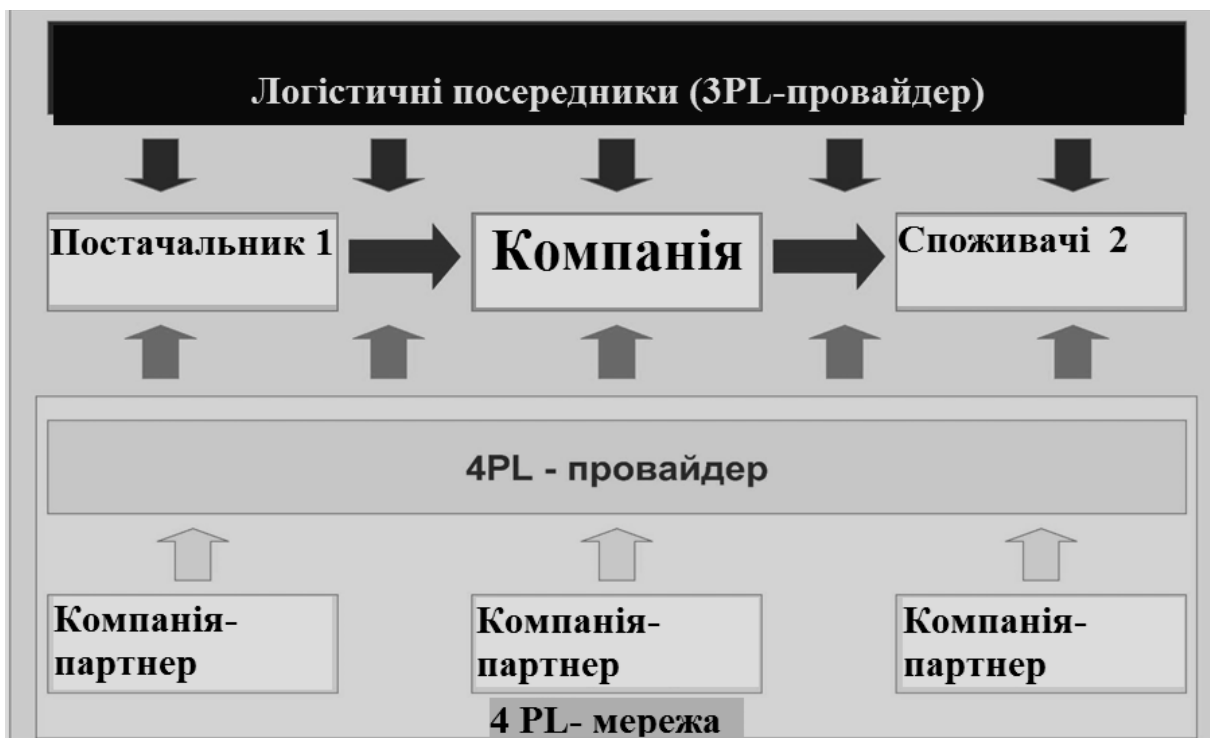 Логістичні посередники (3PL-провайдер)
Постачальник 1
Компанія
Споживачі 2
4PL - провайдер
Компанія-
партнер
Компанія-
партнер
Компанія-
партнер
4 PL- мережа